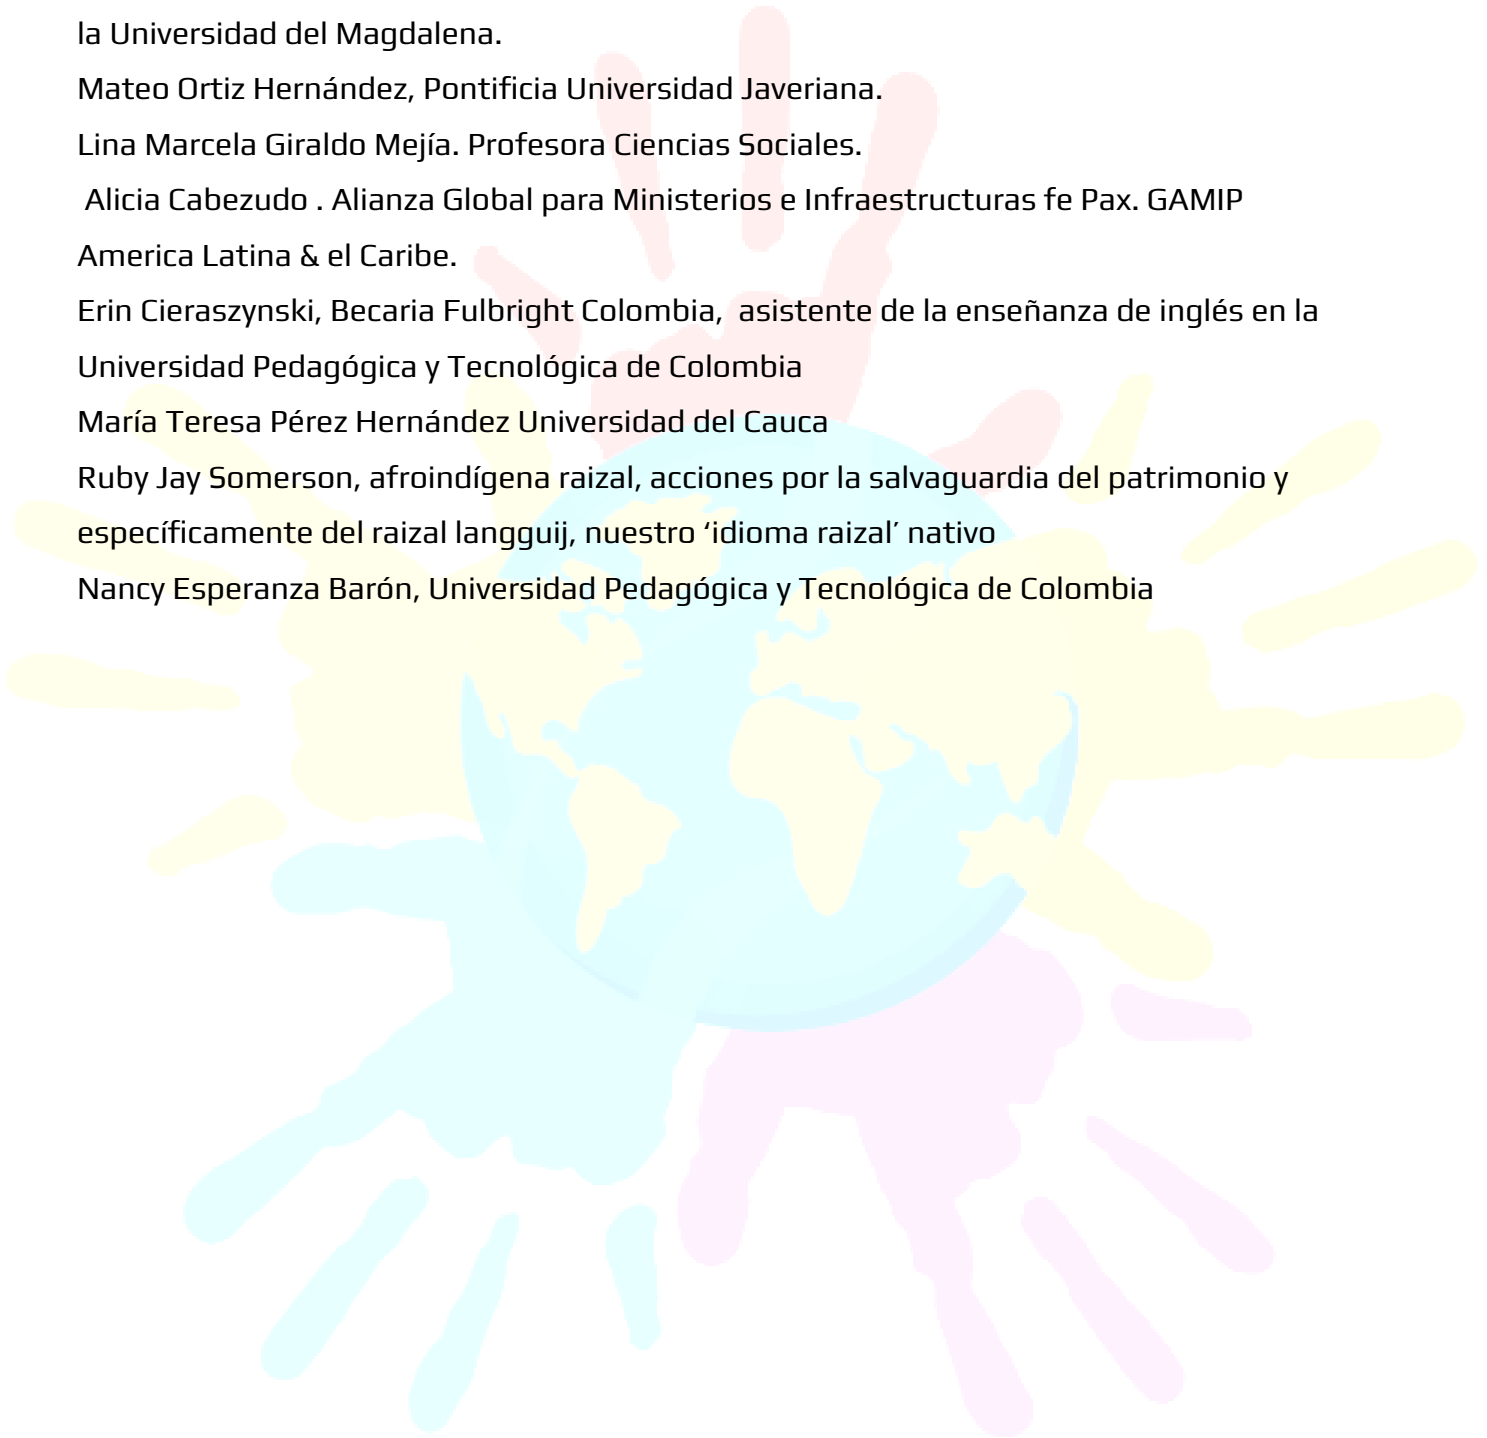 la Universidad del Magdalena.
Mateo Ortiz Hernández, Pontificia Universidad Javeriana.
Lina Marcela Giraldo Mejía. Profesora Ciencias Sociales.
Alicia Cabezudo . Alianza Global para Ministerios e Infraestructuras fe Pax. GAMIP
America Latina & el Caribe.
Erin Cieraszynski, Becaria Fulbright Colombia,  asistente de la enseñanza de inglés en la
Universidad Pedagógica y Tecnológica de Colombia
María Teresa Pérez Hernández Universidad del Cauca
Ruby Jay Somerson, afroindígena raizal, acciones por la salvaguardia del patrimonio y
específicamente del raizal langguij, nuestro ‘idioma raizal’ nativo
Nancy Esperanza Barón, Universidad Pedagógica y Tecnológica de Colombia